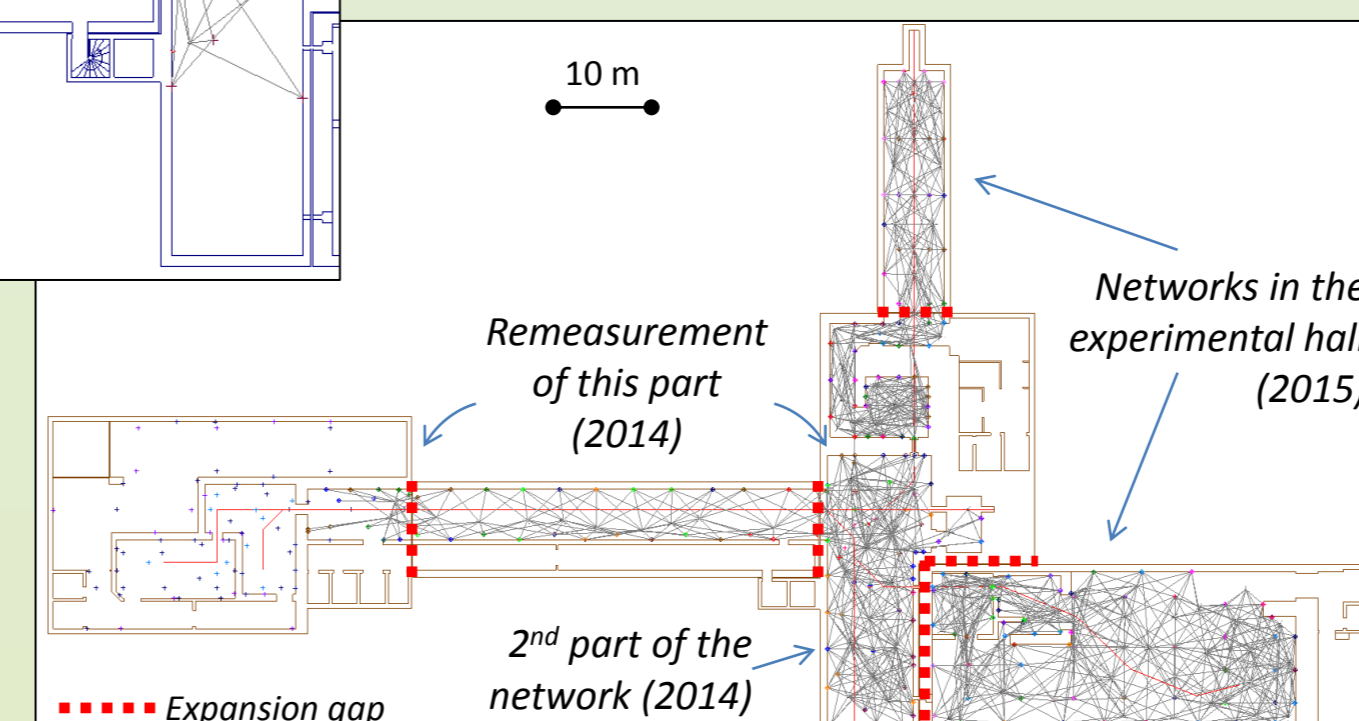 10 m
Networks in the
experimental hall
(2015)
Remeasurement
of this part
(2014)
2nd part of the
network (2014)
Expansion gap